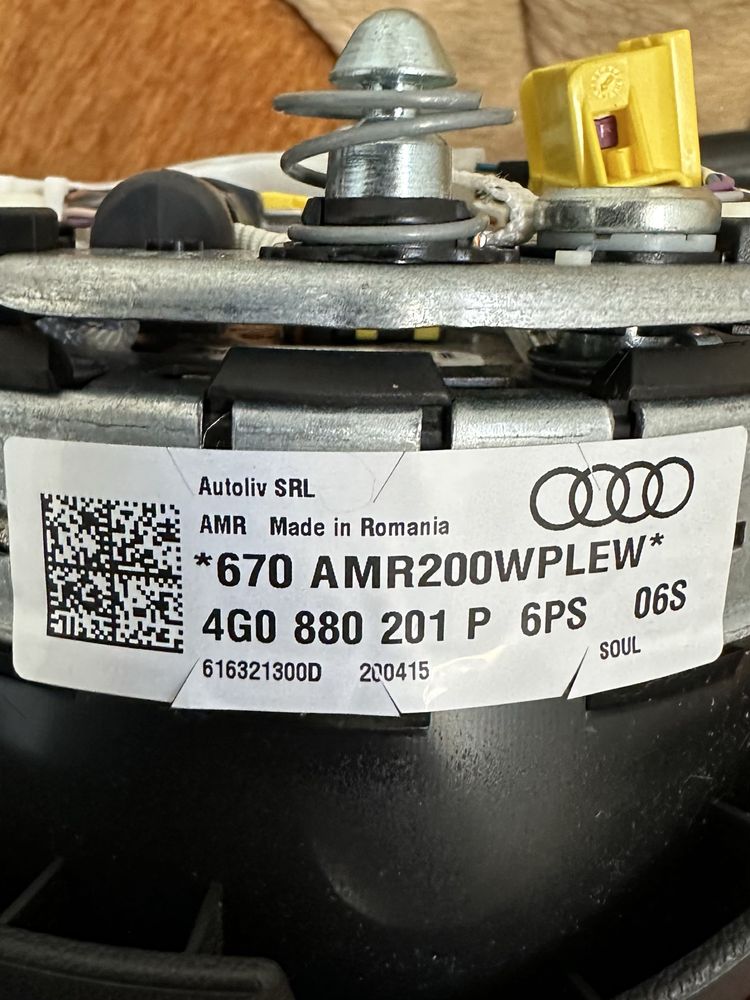 Autoliv SRL
AMR Made in Romania
*670 AMR200WPLEW*
4G0 880 201 P 6PS 06S
616321300D 200415 SOUL